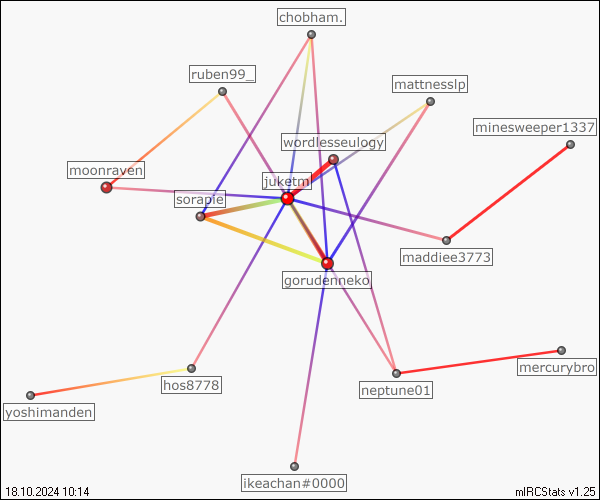 chobham.
ruben99_
mattnesslp
minesweeper1337
wordlesseulogy
moonraven
juketm
sorapie
maddiee3773
gorudenneko
mercurybro
hos8778
neptune01
yoshimanden
ikeachan#0000
18.10.2024 10:14
mIRCStats v1.25